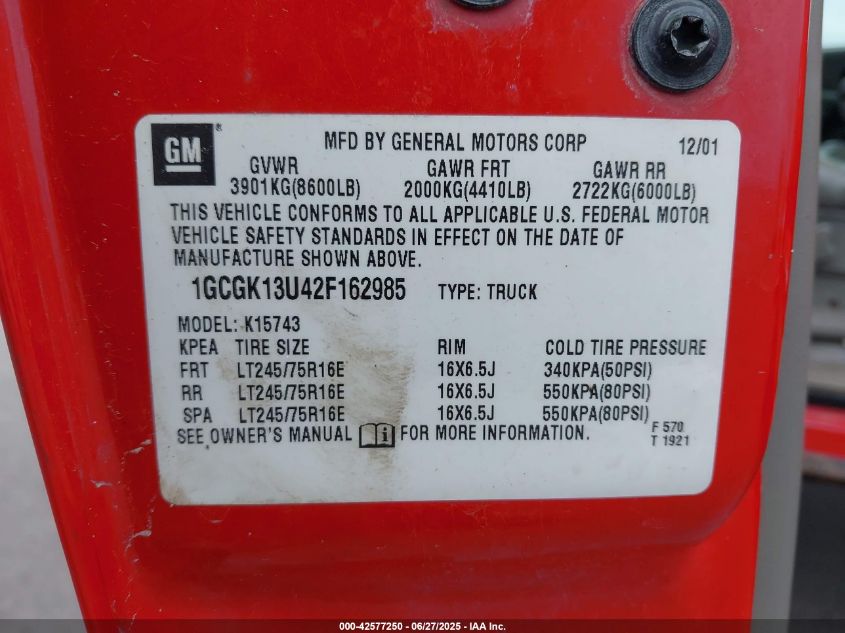 GM® MFD BY GENERAL MOTORS CORP 12/01
GVWR GAWR FRT GAWR RR
3901KG(8600LB) 2000KG(4410LB) 2722KG(6000LB)
THIS VEHICLE CONFORMS TO ALL APPLICABLE U.S. FEDERAL MOTOR
VEHICLE SAFETY STANDARDS IN EFFECT ON THE DATE OF
MANUFACTURE SHOWN ABOVE.
1GCGK13U42F162985 TYPE: TRUCK
MODEL: K15743
KPEA TIRE SIZE RIM COLD TIRE PRESSURE
FRT LT245/75R16E 16X6.5J 340KPA(50PSI)
RR LT245/75R16E 16X6.5J 550KPA(80PSI)
SPA LT245/75R16E 16X6.5J 550KPA(80PSI)
SEE OWNER'S MANUAL i FOR MORE INFORMATION.
F 570
T 1921
000-42577250 | 06/27/2025 | IAA Inc.